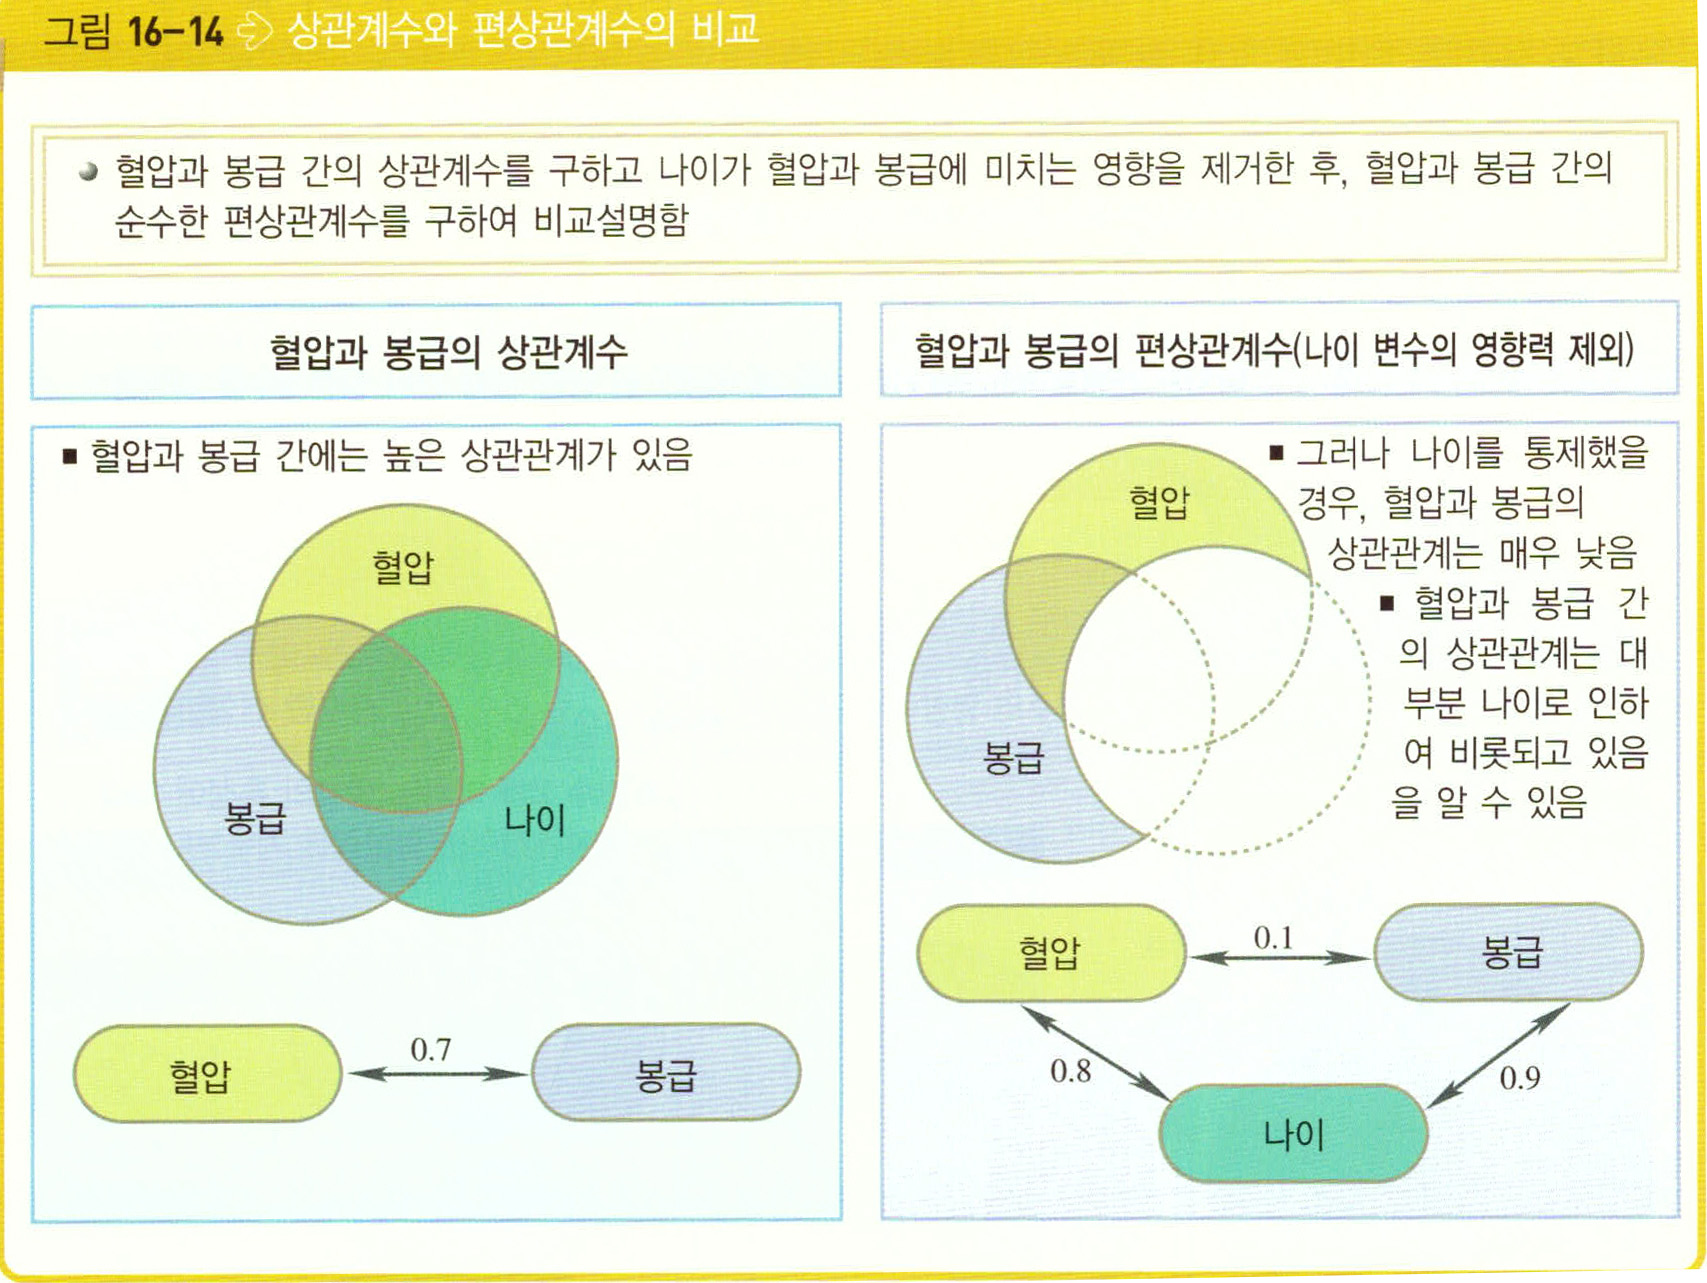 그림 16-14 상관계수와 편상관계수의 비교
혈압과 봉급 간의 상관계수를 구하고 나이가 혈압과 봉급에 미치는 영향을 제거한 후, 혈압과 봉급 간의
순수한 편상관계수를 구하여 비교설명함
혈압과 봉급의 상관계수
■ 혈압과 봉급 간에는 높은 상관관계가 있음
혈압
봉급
나이
혈압
0.7
봉급
혈압과 봉급의 편상관계수(나이 변수의 영향력 제외)
■ 그러나 나이를 통제했을
경우, 혈압과 봉급의
상관관계는 매우 낮음
■ 혈압과 봉급 간
의 상관관계는 대
부분 나이로 인하
여 비롯되고 있음
을 알 수 있음
혈압
봉급
혈압
0.1
봉급
0.8
0.9
나이